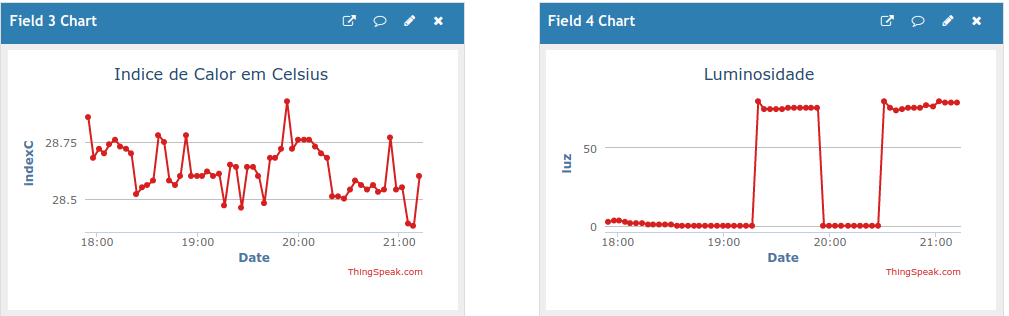 Field 3 Chart
Indice de Calor em Celsius
IndexC
28.75
28.5
18:00 19:00 20:00 21:00
Date
ThingSpeak.com
Field 4 Chart
Luminosidade
luz
50
0
18:00 19:00 20:00 21:00
Date
ThingSpeak.com